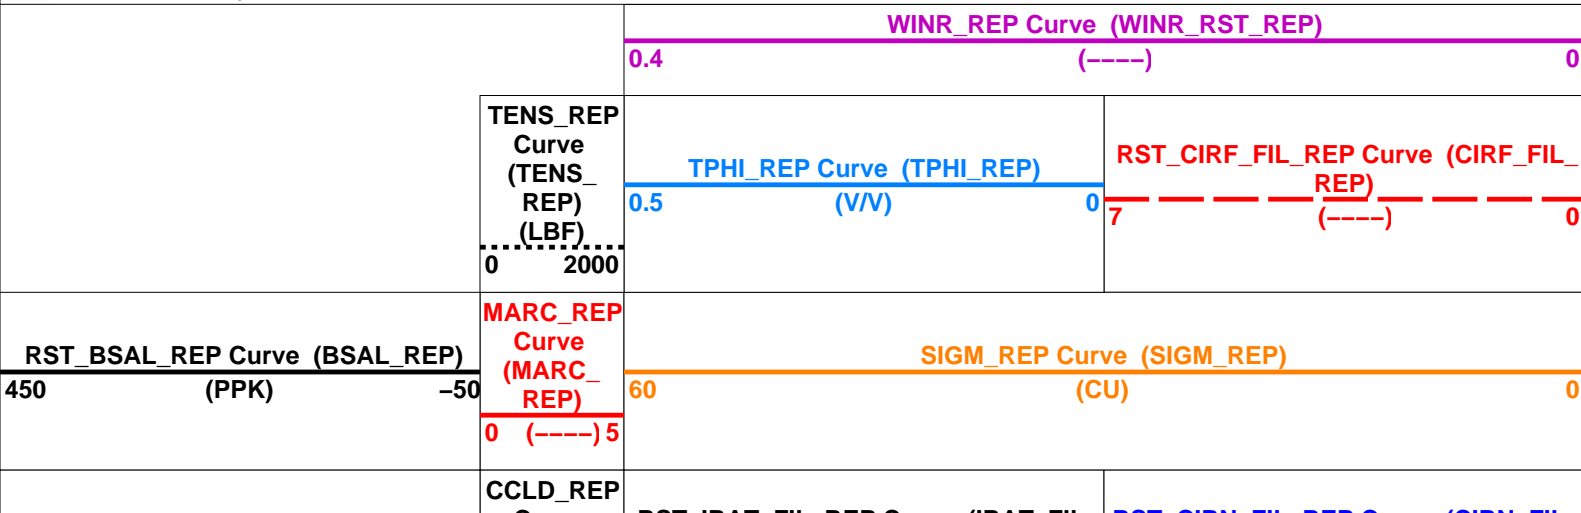 WINR_REP Curve (WINR_RST_REP)
0.4 (----) 0
TENS_REP
Curve
(TENS_
REP)
(LBF)
0 2000
TPHI_REP Curve (TPHI_REP)
0.5 (V/V) 0
RST_CIRF_FIL_REP Curve (CIRF_FIL_
REP)
7 (----) 0
RST_BSAL_REP Curve (BSAL_REP)
450 (PPK) -50
MARC_REP
Curve
(MARC_
REP)
0 (----) 5
SIGM_REP Curve (SIGM_REP)
60 (CU) 0
CCLD_REP